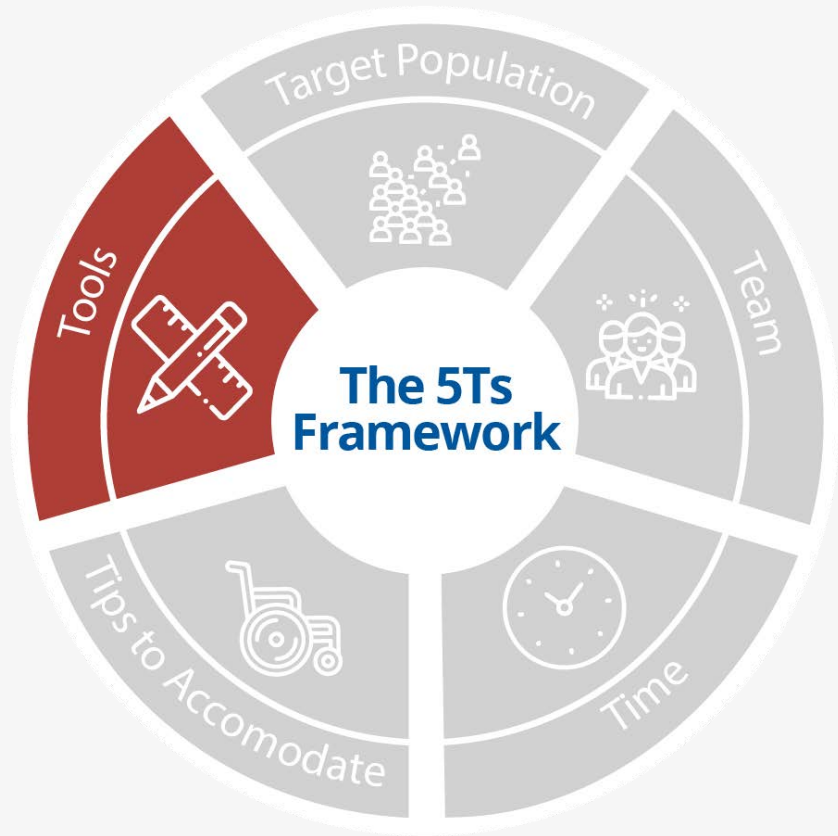 Target Population
Team
Time
Tips to Accomodate
Tools
The 5Ts
Framework